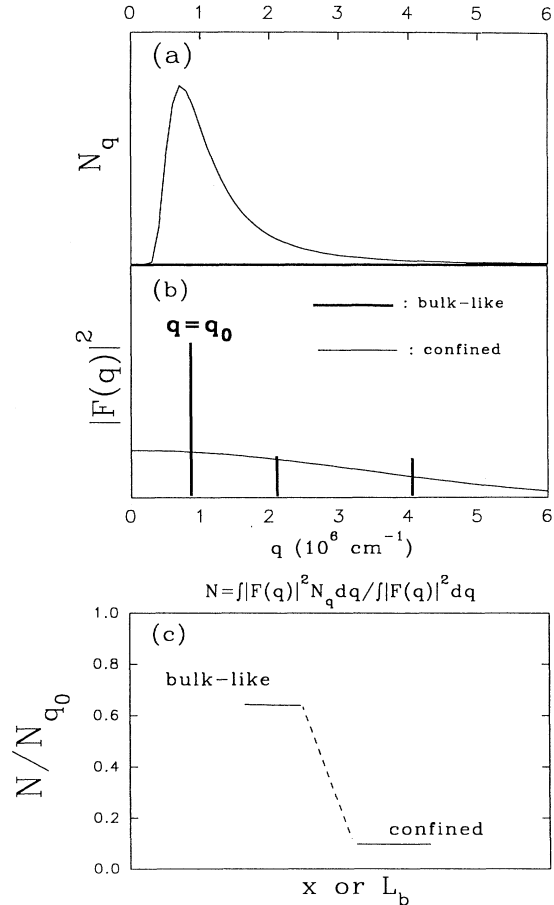 0 1 2 3 4 5 6
(a)
N_q
(b)
q=q_0
: bulk-like
: confined
|F(q)|^2
0 1 2 3 4 5 6
q (10^6 cm^-1)
N=∫|F(q)|^2N_qdq/∫|F(q)|^2dq
1.0
(c)
bulk-like
0.8
0.6
N/N_q_0
0.4
0.2
confined
0.0
x or L_b